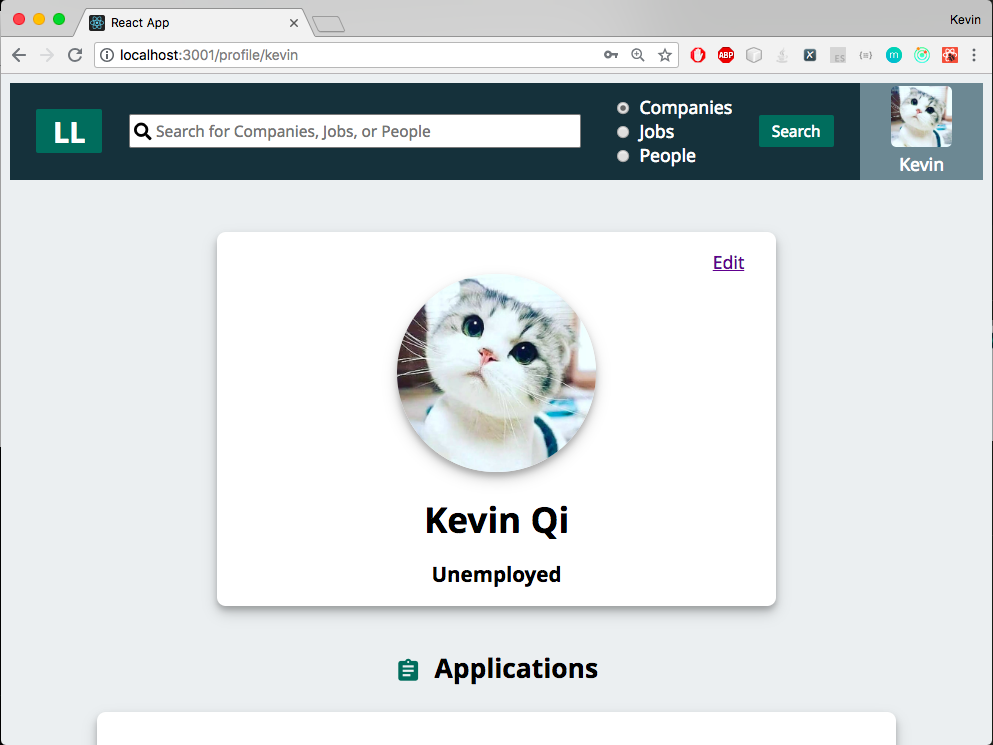 React App
Kevin
localhost:3001/profile/kevin
ABP
X
ES
m
LL
Search for Companies, Jobs, or People
Companies
Jobs
People
Search
Kevin
Edit
Kevin Qi
Unemployed
Applications